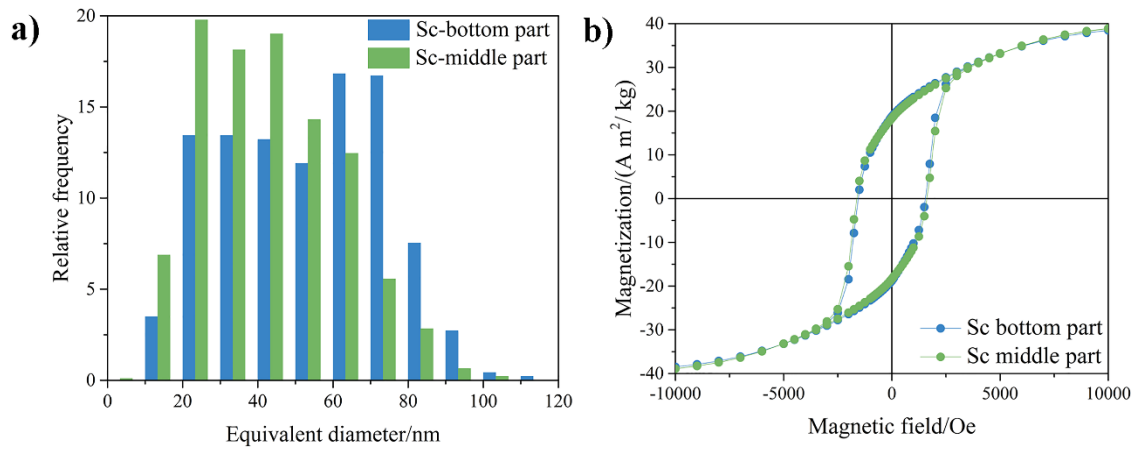 a)
Sc-bottom part
Sc-middle part
Relative frequency
20
15
10
5
0
0 20 40 60 80 100 120
Equivalent diameter/nm
b)
Magnetization/(A m²/ kg)
40
30
20
10
0
-10
-20
-30
-40
Sc bottom part
Sc middle part
-10000 -5000 0 5000 10000
Magnetic field/Oe